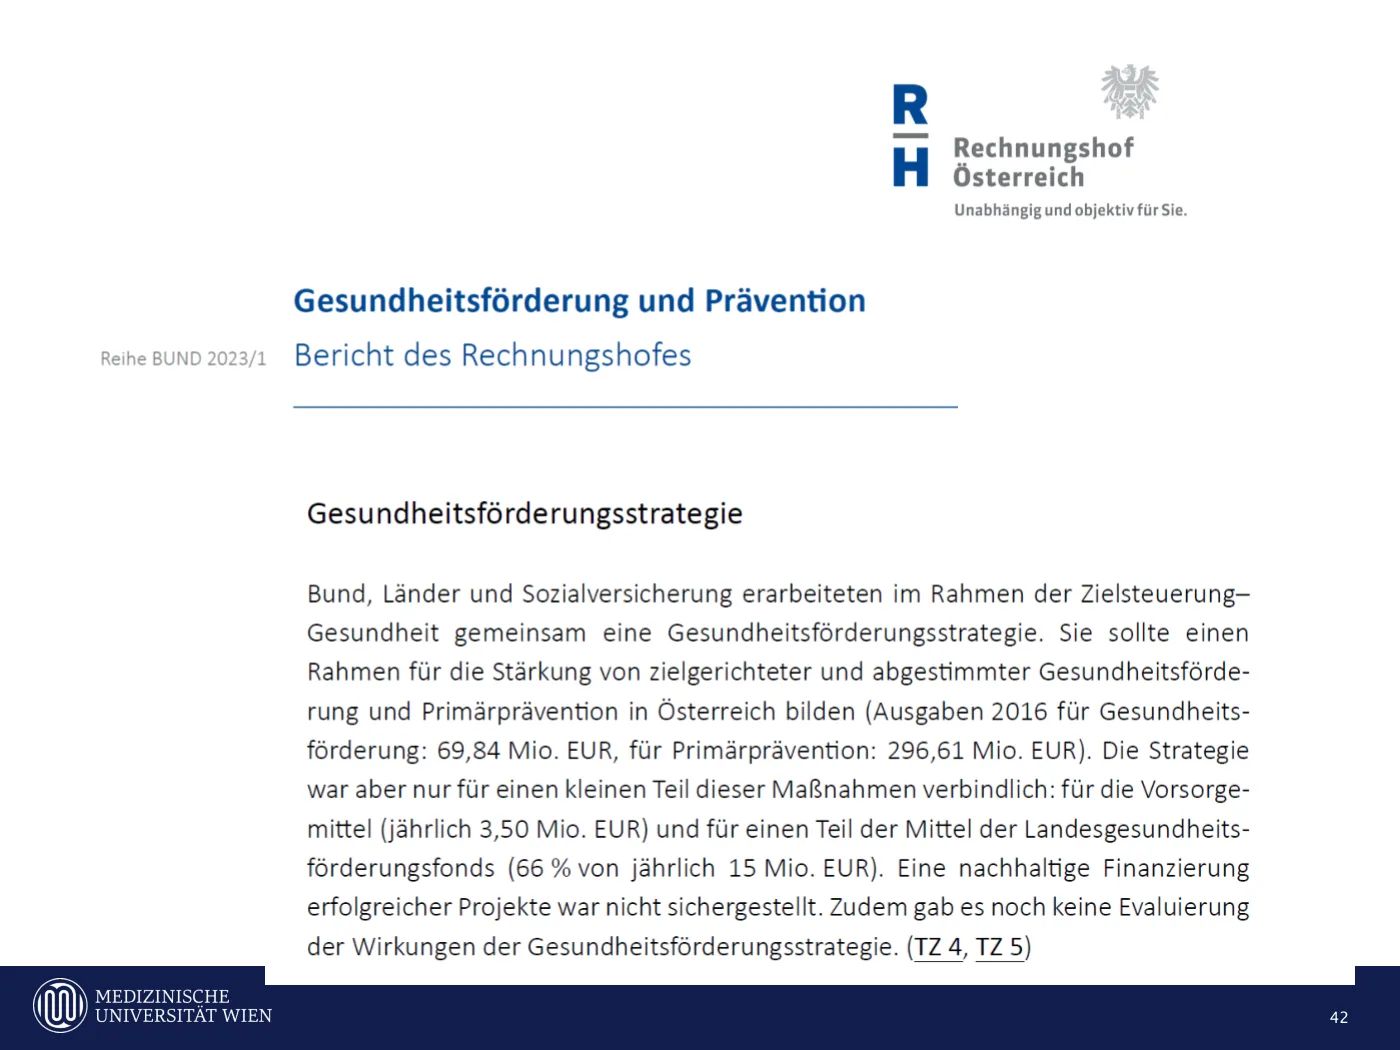 R
H
Rechnungshof
Österreich
Unabhängig und objektiv für Sie.
Gesundheitsförderung und Prävention
Reihe BUND 2023/1 Bericht des Rechnungshofes
Gesundheitsförderungsstrategie
Bund, Länder und Sozialversicherung erarbeiteten im Rahmen der Zielsteuerung–
Gesundheit gemeinsam eine Gesundheitsförderungsstrategie. Sie sollte einen
Rahmen für die Stärkung von zielgerichteter und abgestimmter Gesundheitsförde-
rung und Primärprävention in Österreich bilden (Ausgaben 2016 für Gesundheits-
förderung: 69,84 Mio. EUR, für Primärprävention: 296,61 Mio. EUR). Die Strategie
war aber nur für einen kleinen Teil dieser Maßnahmen verbindlich: für die Vorsorge-
mittel (jährlich 3,50 Mio. EUR) und für einen Teil der Mittel der Landesgesundheits-
förderungsfonds (66 % von jährlich 15 Mio. EUR). Eine nachhaltige Finanzierung
erfolgreicher Projekte war nicht sichergestellt. Zudem gab es noch keine Evaluierung
der Wirkungen der Gesundheitsförderungsstrategie. (TZ 4, TZ 5)
MEDIZINISCHE
UNIVERSITÄT WIEN
42